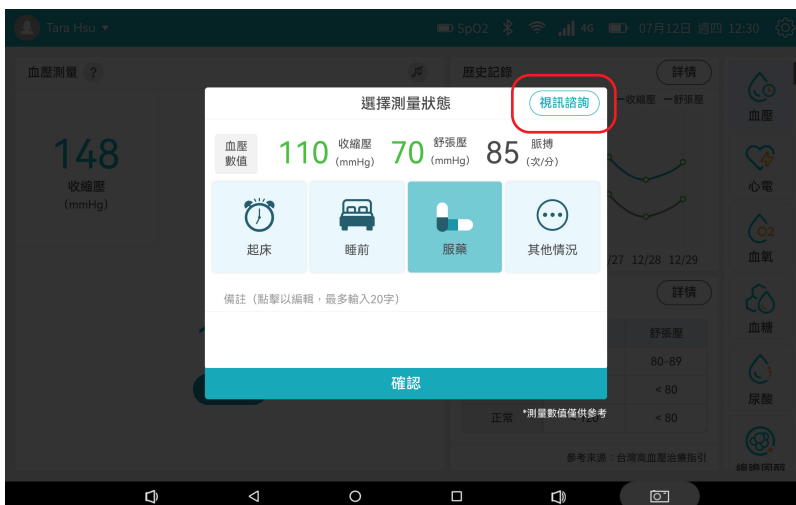 Tara Hsu
SpO2 4G 07月12日 週四 12:30
血壓測量 ?
歷史記錄
詳情
選擇測量狀態
視訊諮詢
收縮壓 舒張壓
血壓
數值
110 收縮壓 (mmHg)
70 舒張壓 (mmHg)
85 脈搏 (次/分)
148
收縮壓
(mmHg)
起床
睡前
服藥
其他情況
/27 12/28 12/29
備註（點擊以編輯，最多輸入20字）
詳情
舒張壓
80-89
< 80
確認
*測量數值僅供參考
正常
< 80
參考來源：台灣高血壓治療指引
血壓
心電
O2
血氧
血糖
尿酸